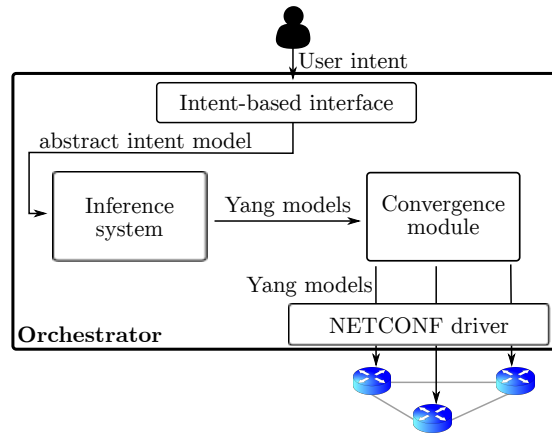 User intent
Intent-based interface
abstract intent model
Inference
system
Yang models
Convergence
module
Yang models
NETCONF driver
Orchestrator